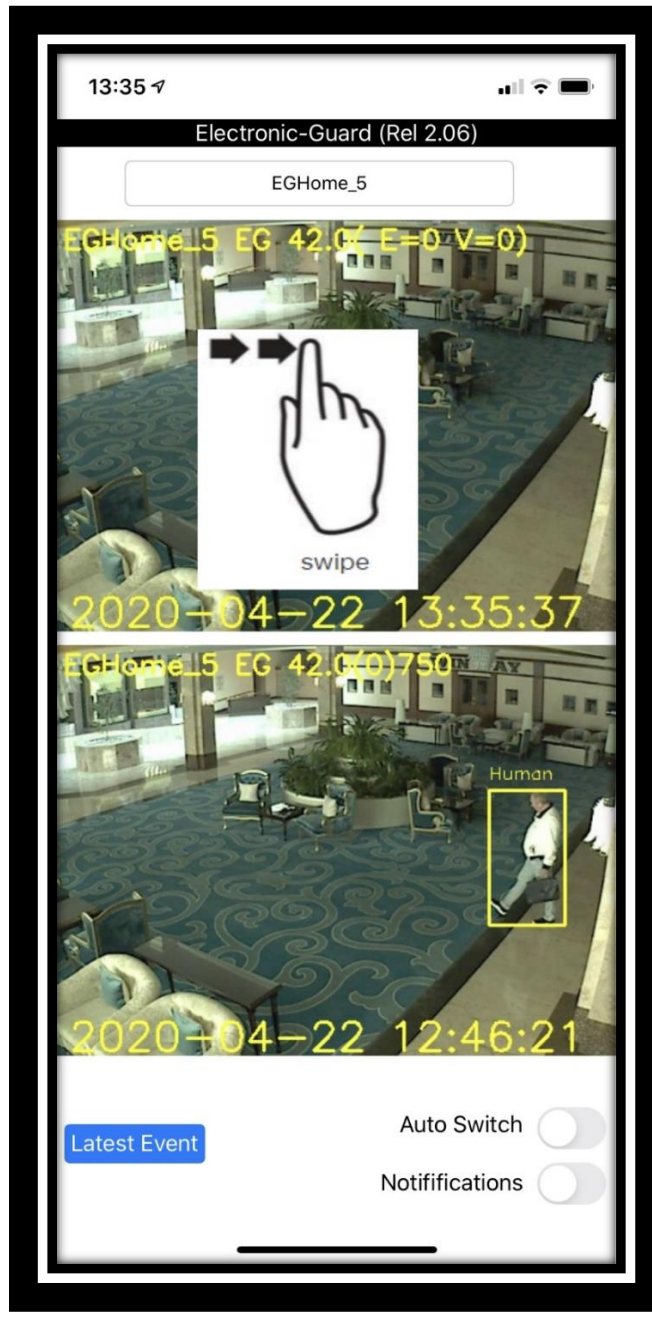 13:35
Electronic-Guard (Rel 2.06)
EGHome_5
EGHome_5 EG 42.0( E=0 V=0)
swipe
2020-04-22 13:35:37
EGHome_5 EG 42.0(0)750
Human
2020-04-22 12:46:21
Auto Switch
Latest Event
Notififications